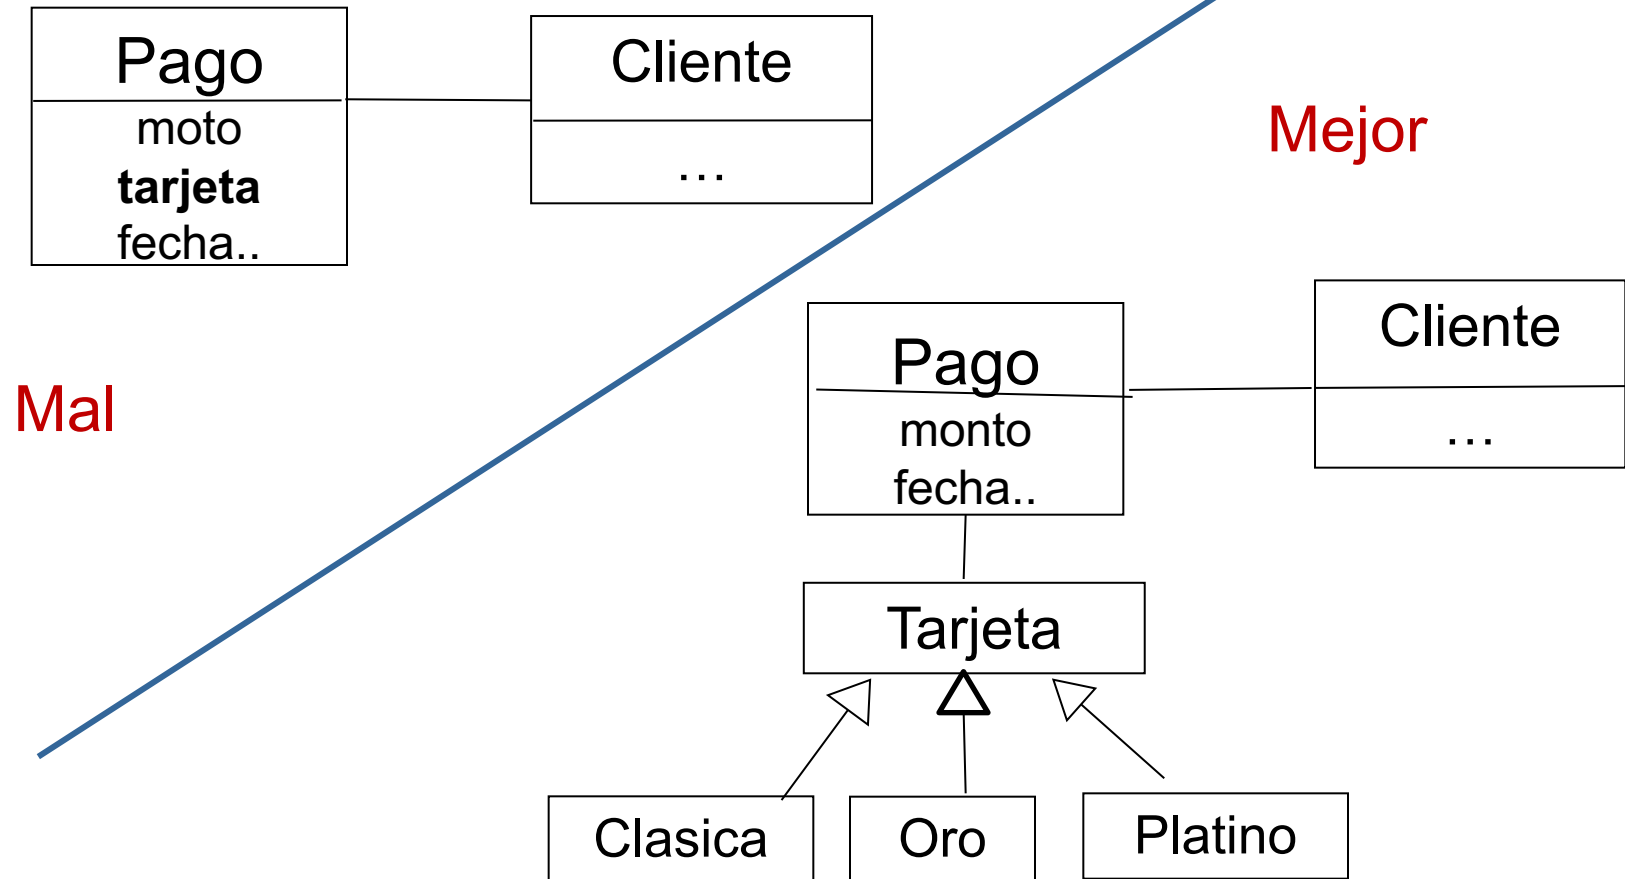 Pago
moto
tarjeta
fecha..
Cliente
…
Mejor
Mal
Pago
monto
fecha..
Cliente
…
Tarjeta
Clasica
Oro
Platino